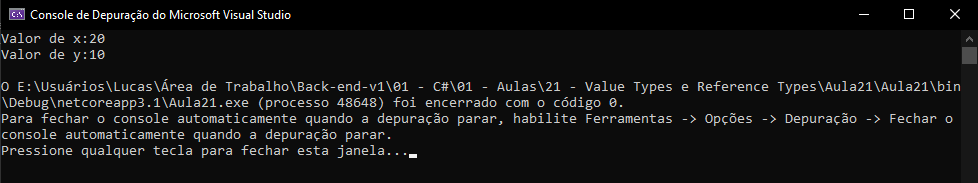 Console de Depuração do Microsoft Visual Studio
Valor de x:20
Valor de y:10
O E:\Usuários\Lucas\Área de Trabalho\Back-end-v1\01 - C#\01 - Aulas\21 - Value Types e Reference Types\Aula21\Aula21\bin
\Debug\netcoreapp3.1\Aula21.exe (processo 48648) foi encerrado com o código 0.
Para fechar o console automaticamente quando a depuração parar, habilite Ferramentas -> Opções -> Depuração -> Fechar o
console automaticamente quando a depuração parar.
Pressione qualquer tecla para fechar esta janela...